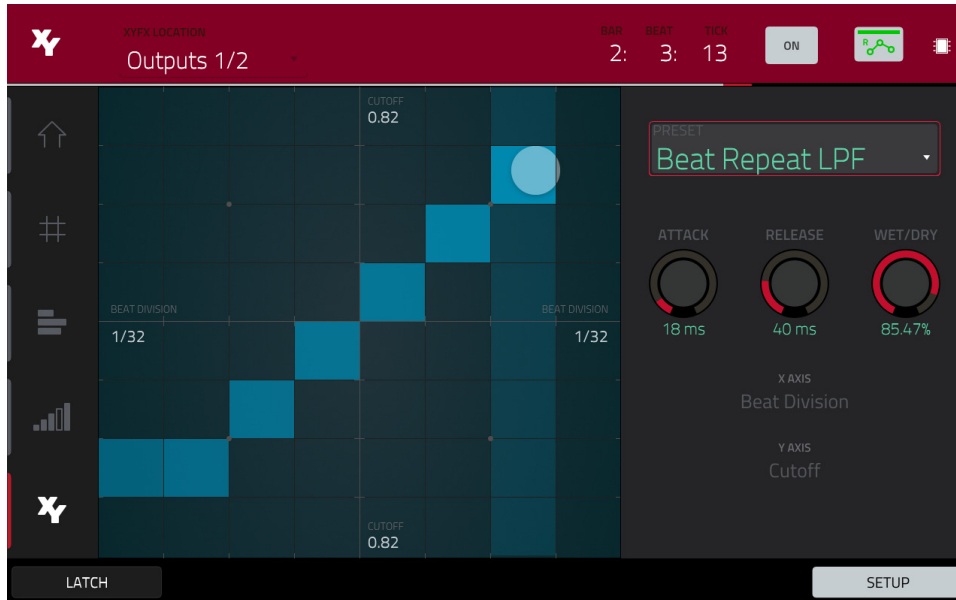 XY
XYFX LOCATION
Outputs 1/2
BAR BEAT TICK
2: 3: 13
ON
R
CUTOFF
0.82
BEAT DIVISION
1/32
BEAT DIVISION
1/32
CUTOFF
0.82
PRESET
Beat Repeat LPF
ATTACK RELEASE WET/DRY
18 ms 40 ms 85.47%
X AXIS
Beat Division
Y AXIS
Cutoff
XY
LATCH
SETUP